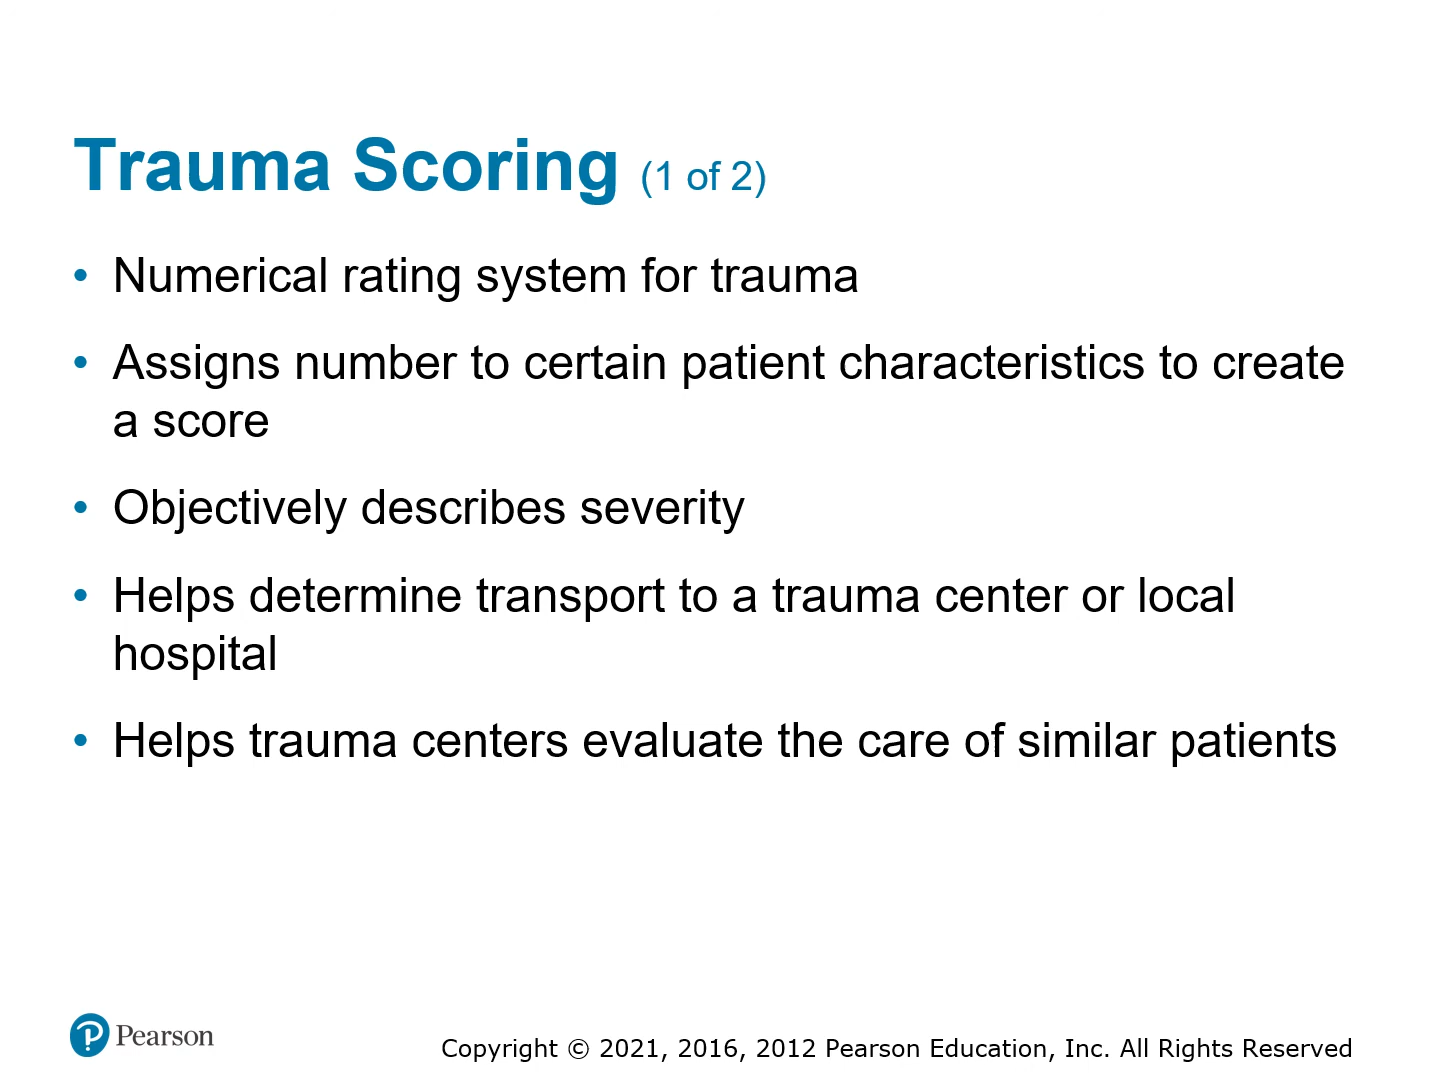 Trauma Scoring (1 of 2)
• Numerical rating system for trauma
• Assigns number to certain patient characteristics to create
a score
• Objectively describes severity
• Helps determine transport to a trauma center or local
hospital
• Helps trauma centers evaluate the care of similar patients
Pearson
Copyright © 2021, 2016, 2012 Pearson Education, Inc. All Rights Reserved